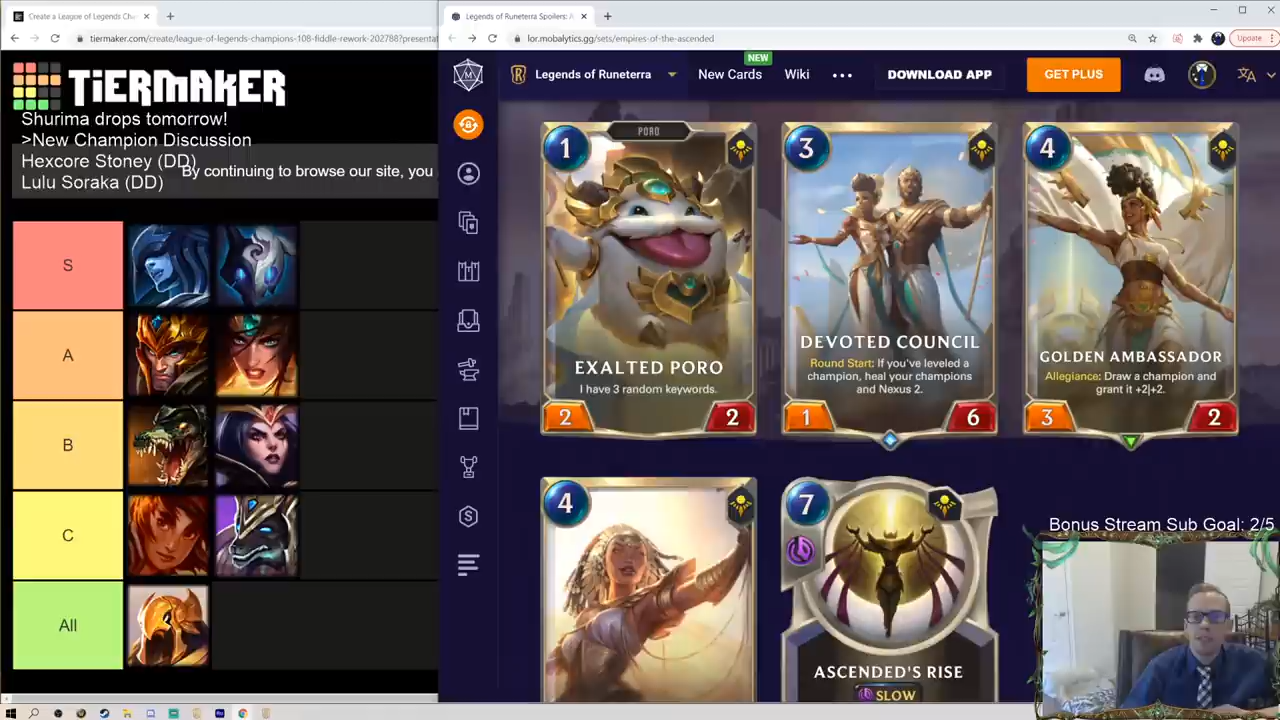 Create a League of Legends Cha
Legends of Runeterra Spoilers: A
tiermaker.com/create/league-of-legends-champions-108-fiddle-rework-202788?presentat
lor.mobalytics.gg/sets/empires-of-the-ascended
Update
TIERMAKER
Shurima drops tomorrow!
>New Champion Discussion
Hexcore Stoney (DD)
Lulu Soraka (DD)
By continuing to browse our site, you
S
A
B
C
All
Legends of Runeterra
NEW
New Cards
Wiki
DOWNLOAD APP
GET PLUS
1
PORO
EXALTED PORO
I have 3 random keywords.
2
2
3
DEVOTED COUNCIL
Round Start: If you've leveled a
champion, heal your champions
and Nexus 2.
1
6
4
GOLDEN AMBASSADOR
Allegiance: Draw a champion and
grant it +2|+2.
3
2
4
7
ASCENDED'S RISE
SLOW
Bonus Stream Sub Goal: 2/5